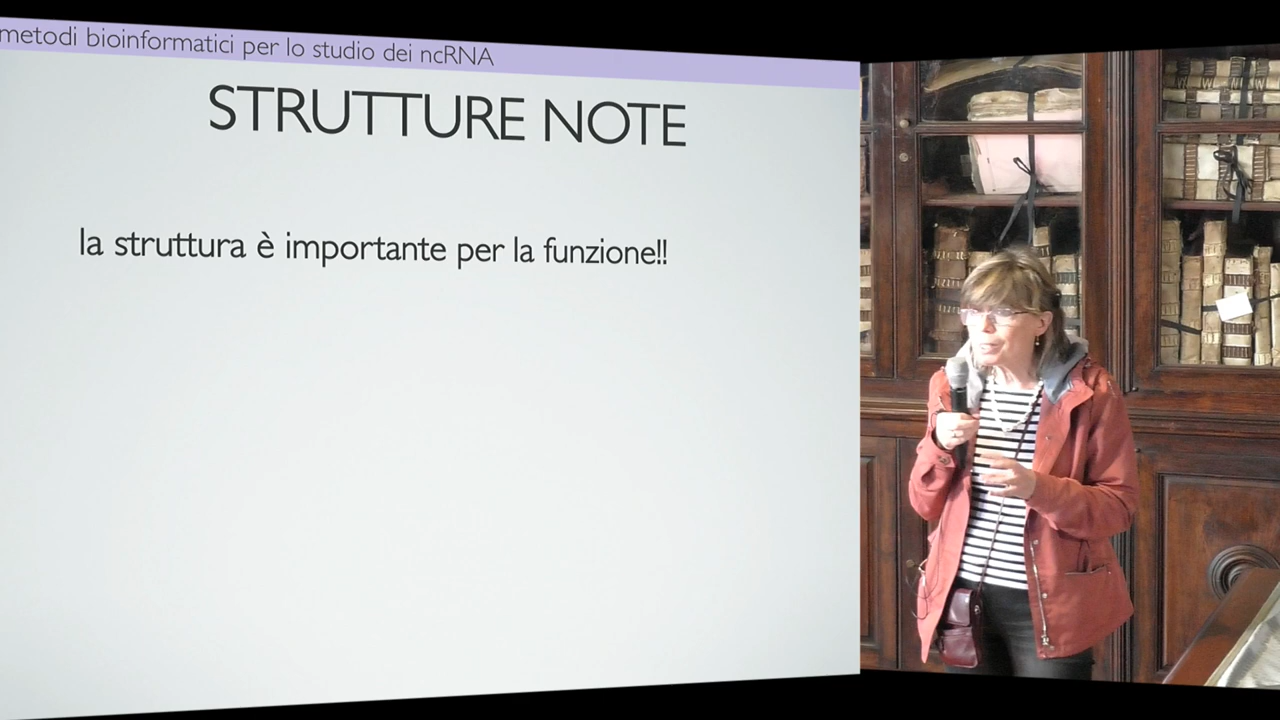 metodi bioinformatici per lo studio dei ncRNA
STRUTTURE NOTE
la struttura è importante per la funzione!!